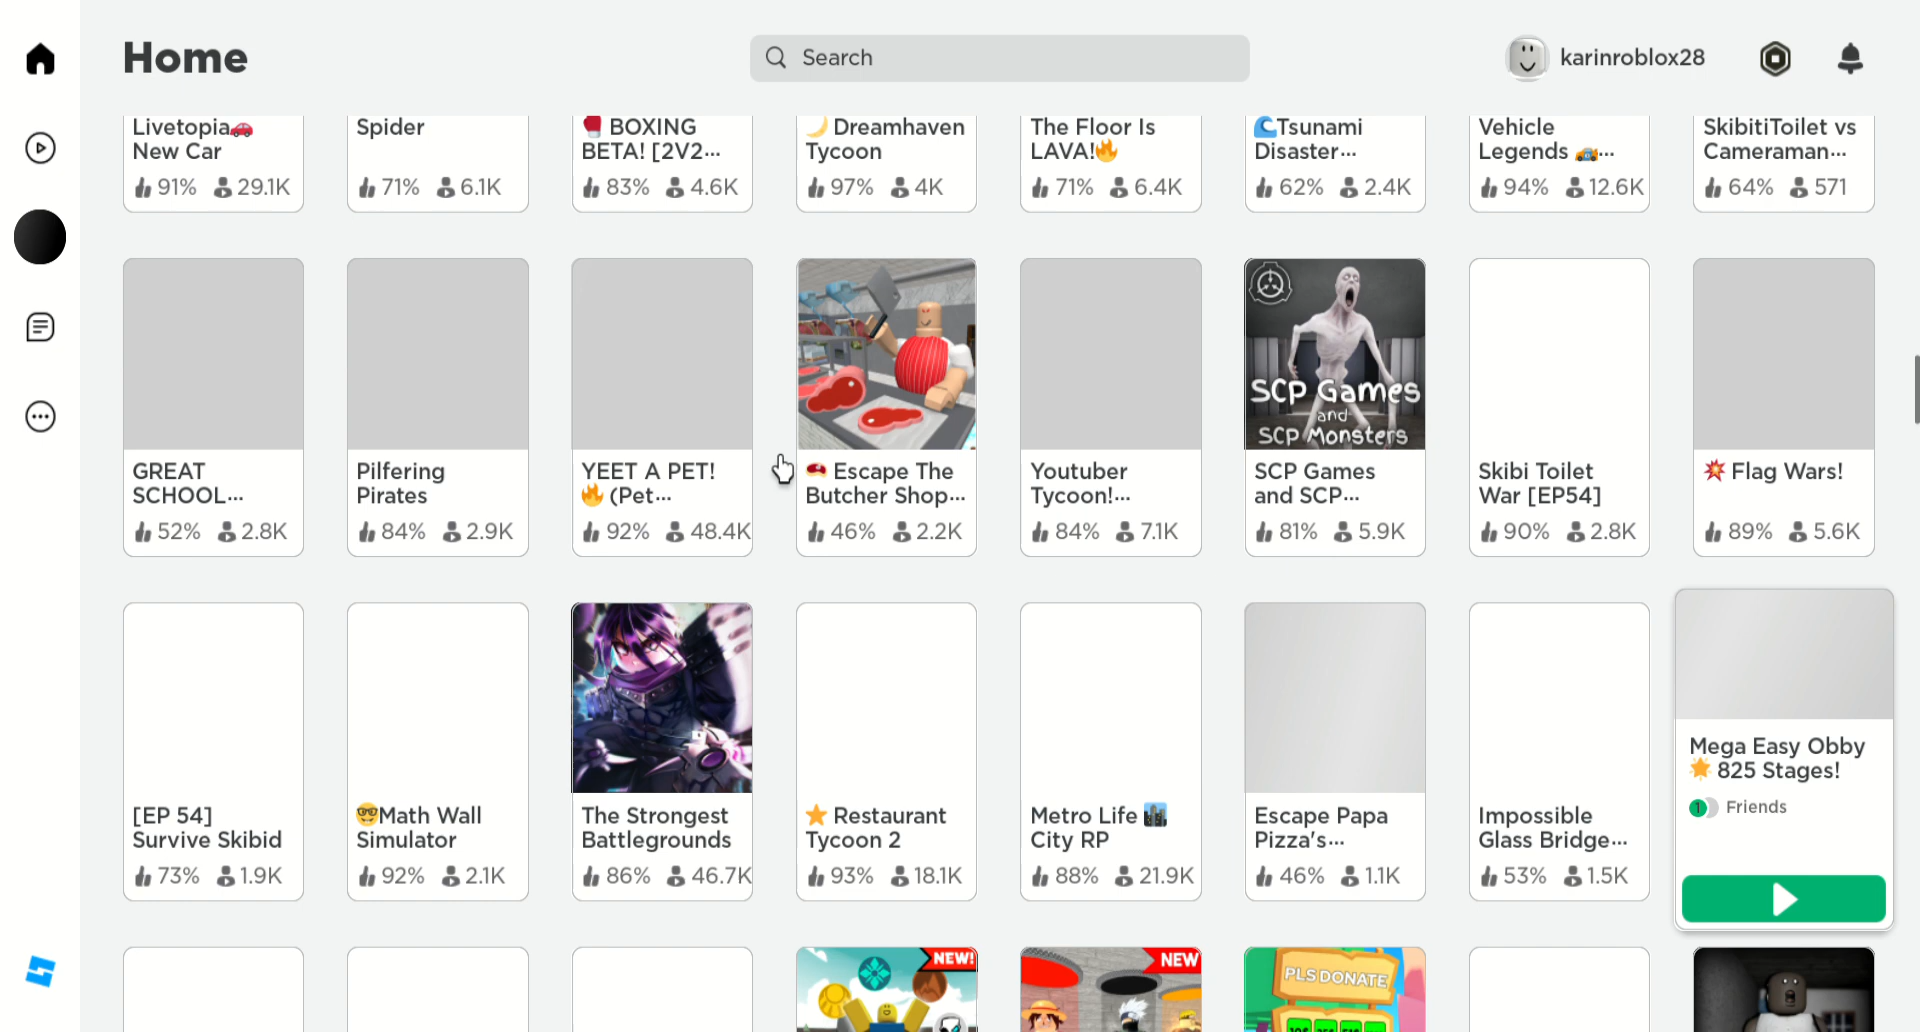 Home
Search
karinroblox28
Livetopia🚗
New Car
91% 29.1K
Spider
71% 6.1K
🥊 BOXING
BETA! [2V2...
83% 4.6K
🌙Dreamhaven
Tycoon
97% 4K
The Floor Is
LAVA!🔥
71% 6.4K
🌊Tsunami
Disaster...
62% 2.4K
Vehicle
Legends 🚕...
94% 12.6K
SkibitiToilet vs
Cameraman...
64% 571
GREAT
SCHOOL...
52% 2.8K
Pilfering
Pirates
84% 2.9K
YEET A PET!
🔥 (Pet...
92% 48.4K
🥩 Escape The
Butcher Shop...
46% 2.2K
Youtuber
Tycoon!...
84% 7.1K
SCP Games
and
SCP Monsters
SCP Games
and SCP...
81% 5.9K
Skibi Toilet
War [EP54]
90% 2.8K
💥 Flag Wars!
89% 5.6K
[EP 54]
Survive Skibid
73% 1.9K
🤓Math Wall
Simulator
92% 2.1K
The Strongest
Battlegrounds
86% 46.7K
⭐ Restaurant
Tycoon 2
93% 18.1K
Metro Life 🏙️
City RP
88% 21.9K
Escape Papa
Pizza's...
46% 1.1K
Impossible
Glass Bridge...
53% 1.5K
Mega Easy Obby
🌟 825 Stages!
1 Friends
NEW!
NEW
PLS DONATE